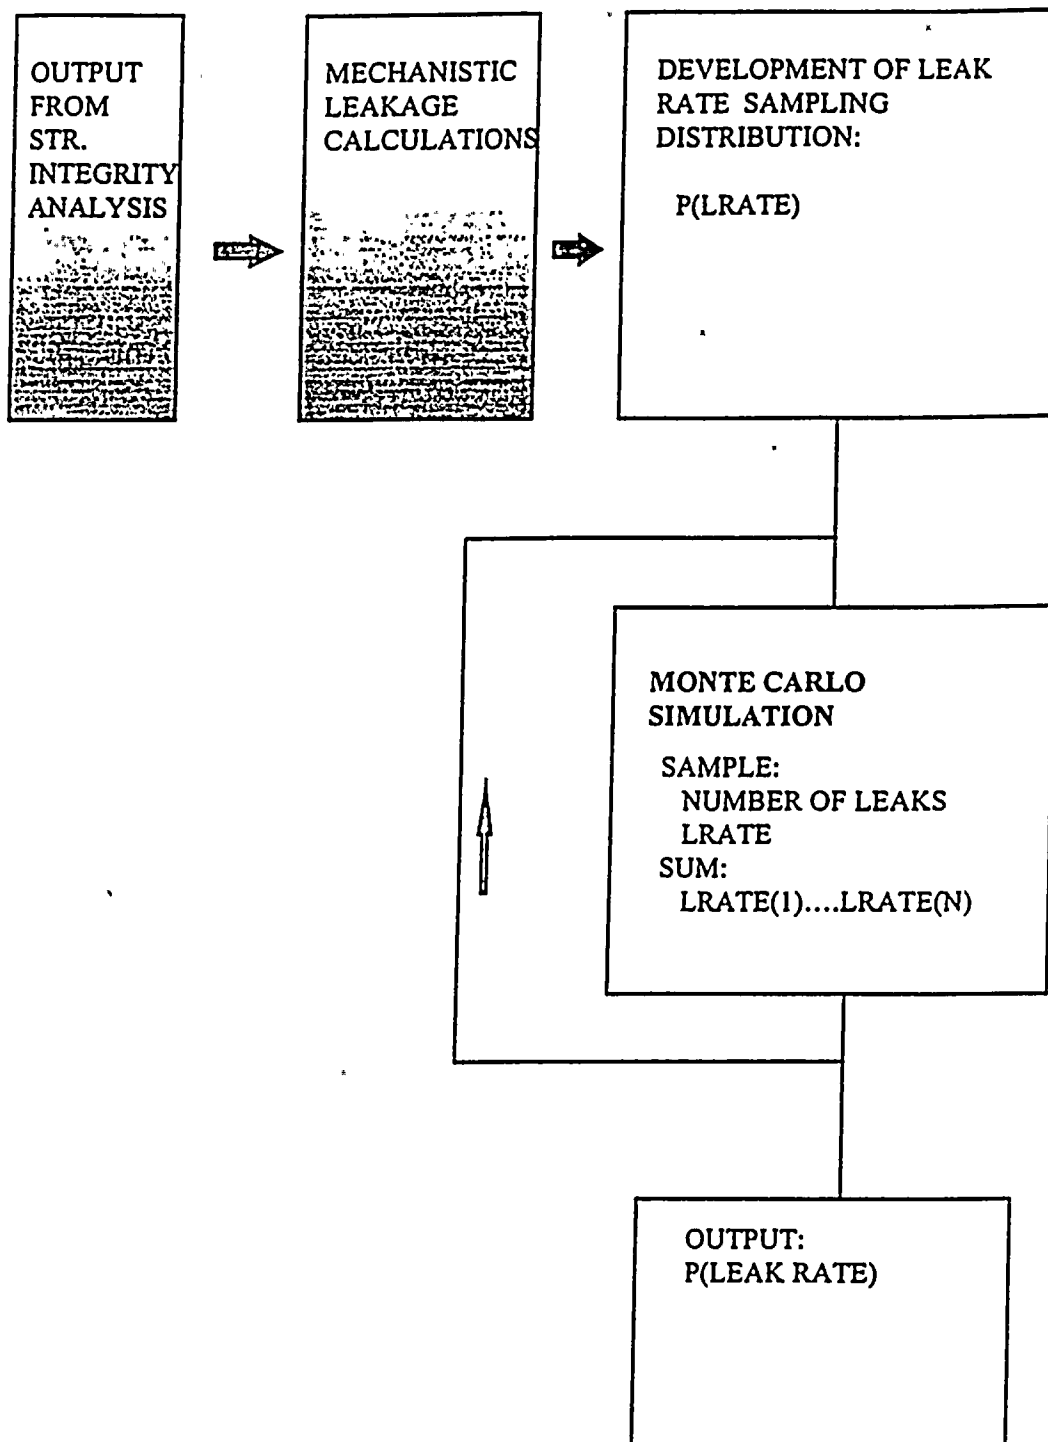 OUTPUT
FROM
STR.
INTEGRITY
ANALYSIS
MECHANISTIC
LEAKAGE
CALCULATIONS
DEVELOPMENT OF LEAK
RATE SAMPLING
DISTRIBUTION:
P(LRATE)
MONTE CARLO
SIMULATION
SAMPLE:
NUMBER OF LEAKS
LRATE
SUM:
LRATE(1)....LRATE(N)
OUTPUT:
P(LEAK RATE)